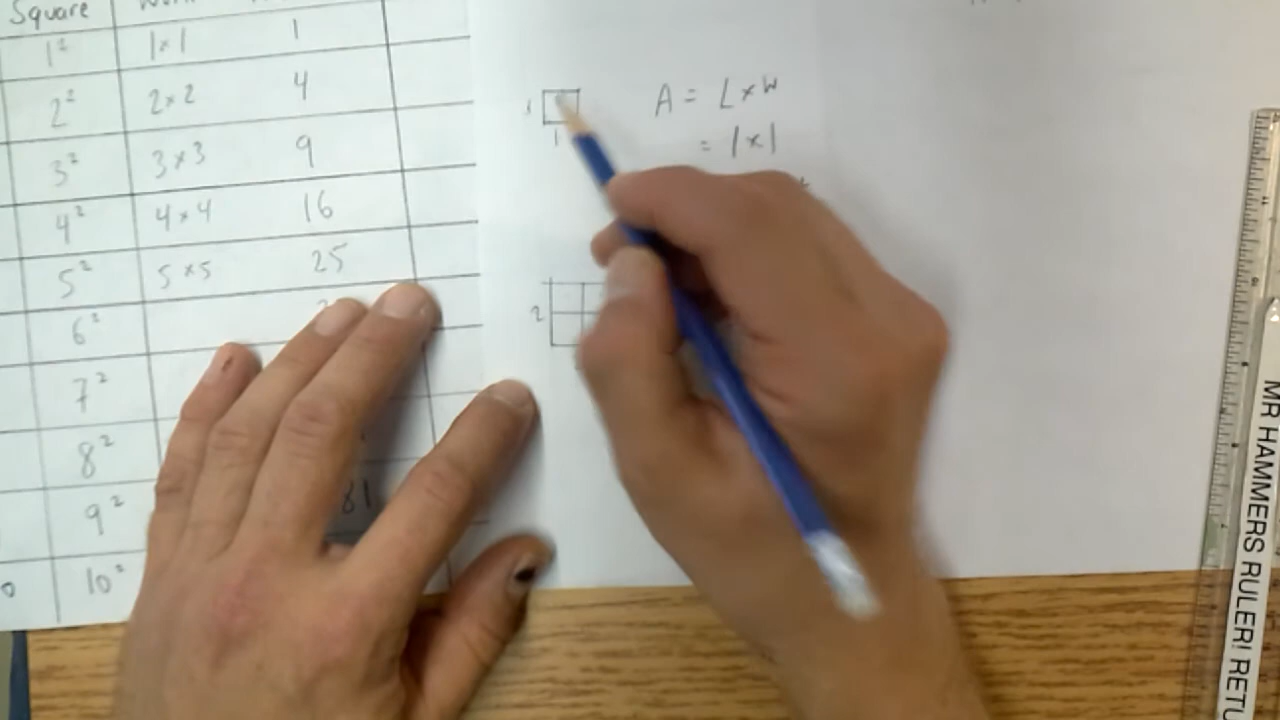 Square
1² 1×1 1
2² 2×2 4
3² 3×3 9
4² 4×4 16
5² 5×5 25
6²
7²
8²
9² 81
10²
1
1
A = L×W
= 1×1
2
MR HAMMERS RULER!